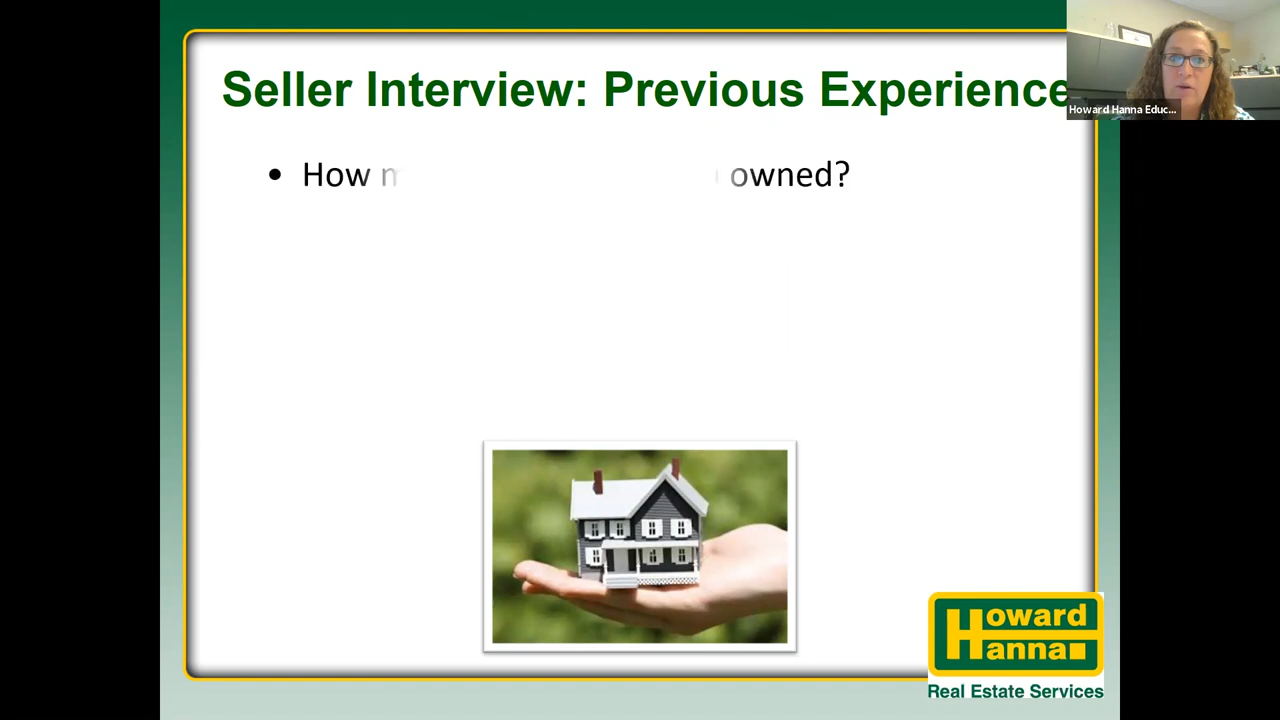 Seller Interview: Previous Experience
Howard Hanna Educ...
• How owned?
Howard
Hanna
Real Estate Services